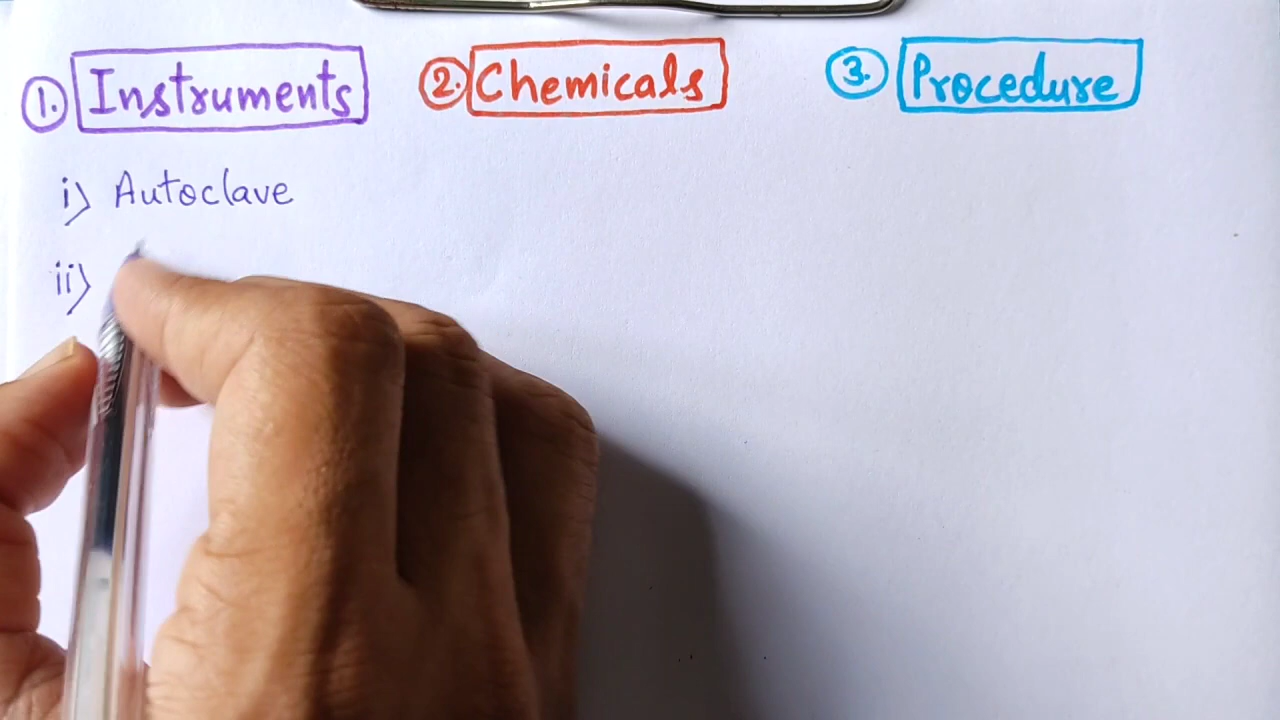 1. Instruments 2. Chemicals 3. Procedure
i) Autoclave
ii)